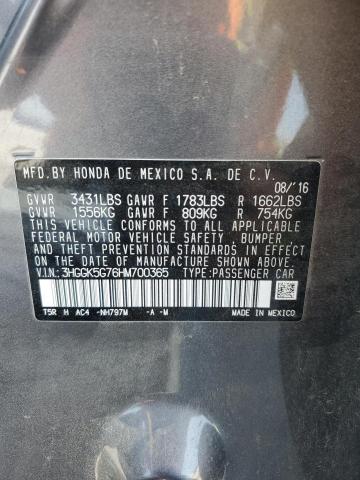 MFD.BY HONDA DE MEXICO S.A. DE C.V.
08/'16
GVWR 3431LBS GAWR F 1783LBS R 1662LBS
GVWR 1556KG GAWR F 809KG R 754KG
THIS VEHICLE CONFORMS TO ALL APPLICABLE
FEDERAL MOTOR VEHICLE SAFETY, BUMPER,
AND THEFT PREVENTION STANDARDS IN EFFECT
ON THE DATE OF MANUFACTURE SHOWN ABOVE.
V.I.N.: 3HGGK5G76HM700365 TYPE:PASSENGER CAR
T5R H AC4 -NH797M -A -M MADE IN MEXICO